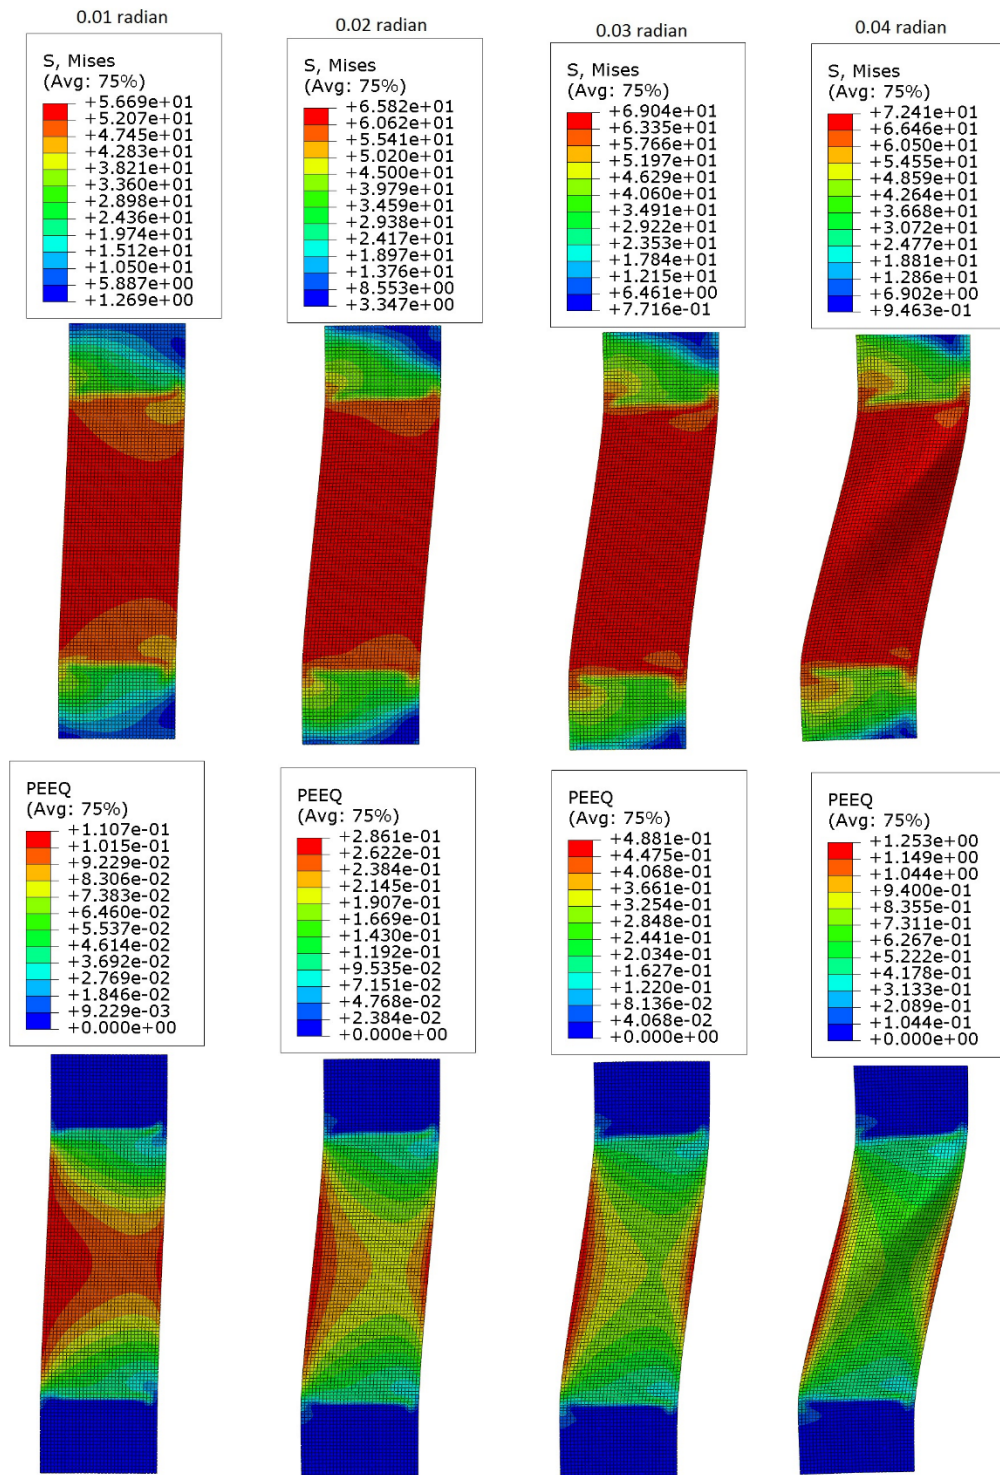 0.01 radian
0.02 radian
0.03 radian
0.04 radian
S, Mises
(Avg: 75%)
+5.669e+01
+5.207e+01
+4.745e+01
+4.283e+01
+3.821e+01
+3.360e+01
+2.898e+01
+2.436e+01
+1.974e+01
+1.512e+01
+1.050e+01
+5.887e+00
+1.269e+00
S, Mises
(Avg: 75%)
+6.582e+01
+6.062e+01
+5.541e+01
+5.020e+01
+4.500e+01
+3.979e+01
+3.459e+01
+2.938e+01
+2.417e+01
+1.897e+01
+1.376e+01
+8.553e+00
+3.347e+00
S, Mises
(Avg: 75%)
+6.904e+01
+6.335e+01
+5.766e+01
+5.197e+01
+4.629e+01
+4.060e+01
+3.491e+01
+2.922e+01
+2.353e+01
+1.784e+01
+1.215e+01
+6.461e+00
+7.716e-01
S, Mises
(Avg: 75%)
+7.241e+01
+6.646e+01
+6.050e+01
+5.455e+01
+4.859e+01
+4.264e+01
+3.668e+01
+3.072e+01
+2.477e+01
+1.881e+01
+1.286e+01
+6.902e+00
+9.463e-01
PEEQ
(Avg: 75%)
+1.107e-01
+1.015e-01
+9.229e-02
+8.306e-02
+7.383e-02
+6.460e-02
+5.537e-02
+4.614e-02
+3.692e-02
+2.769e-02
+1.846e-02
+9.229e-03
+0.000e+00
PEEQ
(Avg: 75%)
+2.861e-01
+2.622e-01
+2.384e-01
+2.145e-01
+1.907e-01
+1.669e-01
+1.430e-01
+1.192e-01
+9.535e-02
+7.151e-02
+4.768e-02
+2.384e-02
+0.000e+00
PEEQ
(Avg: 75%)
+4.881e-01
+4.475e-01
+4.068e-01
+3.661e-01
+3.254e-01
+2.848e-01
+2.441e-01
+2.034e-01
+1.627e-01
+1.220e-01
+8.136e-02
+4.068e-02
+0.000e+00
PEEQ
(Avg: 75%)
+1.253e+00
+1.149e+00
+1.044e+00
+9.400e-01
+8.355e-01
+7.311e-01
+6.267e-01
+5.222e-01
+4.178e-01
+3.133e-01
+2.089e-01
+1.044e-01
+0.000e+00